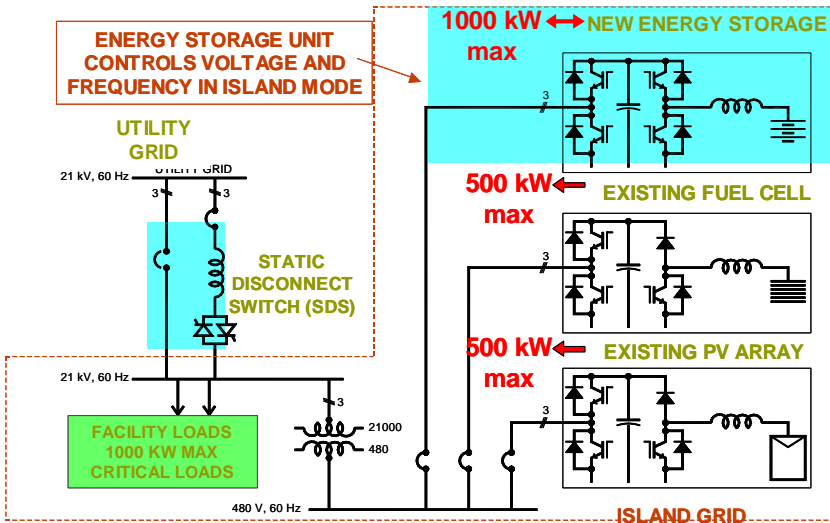 1000 kW
max
NEW ENERGY STORAGE
ENERGY STORAGE UNIT
CONTROLS VOLTAGE AND
FREQUENCY IN ISLAND MODE
3
UTILITY
GRID
UTILITY GRID
21 kV, 60 Hz
3
3
500 kW
max
EXISTING FUEL CELL
STATIC
DISCONNECT
SWITCH (SDS)
3
500 kW
max
EXISTING PV ARRAY
21 kV, 60 Hz
3
3
FACILITY LOADS
1000 KW MAX
CRITICAL LOADS
21000
480
480 V, 60 Hz
ISLAND GRID